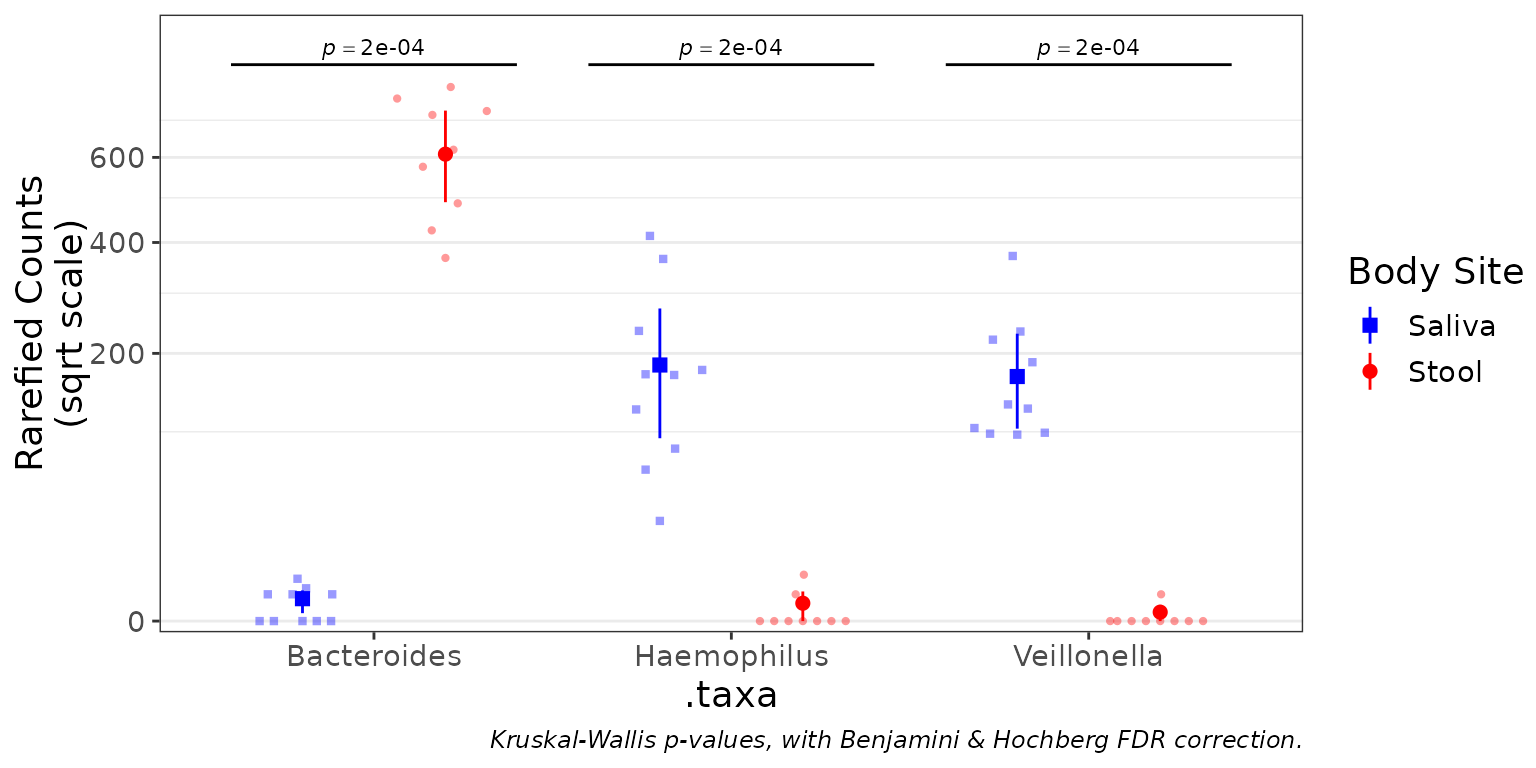 p = 2e-04
p = 2e-04
p = 2e-04
Rarefied Counts
(sqrt scale)
600
400
200
0
Bacteroides
Haemophilus
Veillonella
.taxa
Body Site
Saliva
Stool
Kruskal-Wallis p-values, with Benjamini & Hochberg FDR correction.